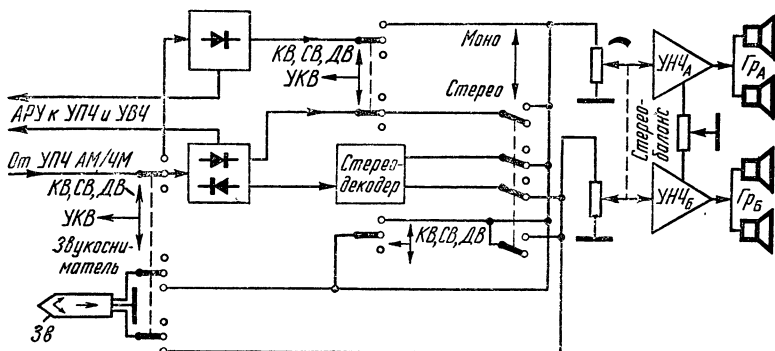 КВ, СВ, ДВ
УКВ
Моно
Стерео
УНЧА
ГрА
АРУ к УПЧ и УВЧ
Стерео-
баланс
От УПЧ АМ/ЧМ
Стерео-
декодер
КВ, СВ, ДВ
УКВ
УНЧБ
ГрБ
Звукосни-
матель
КВ, СВ, ДВ
Зв